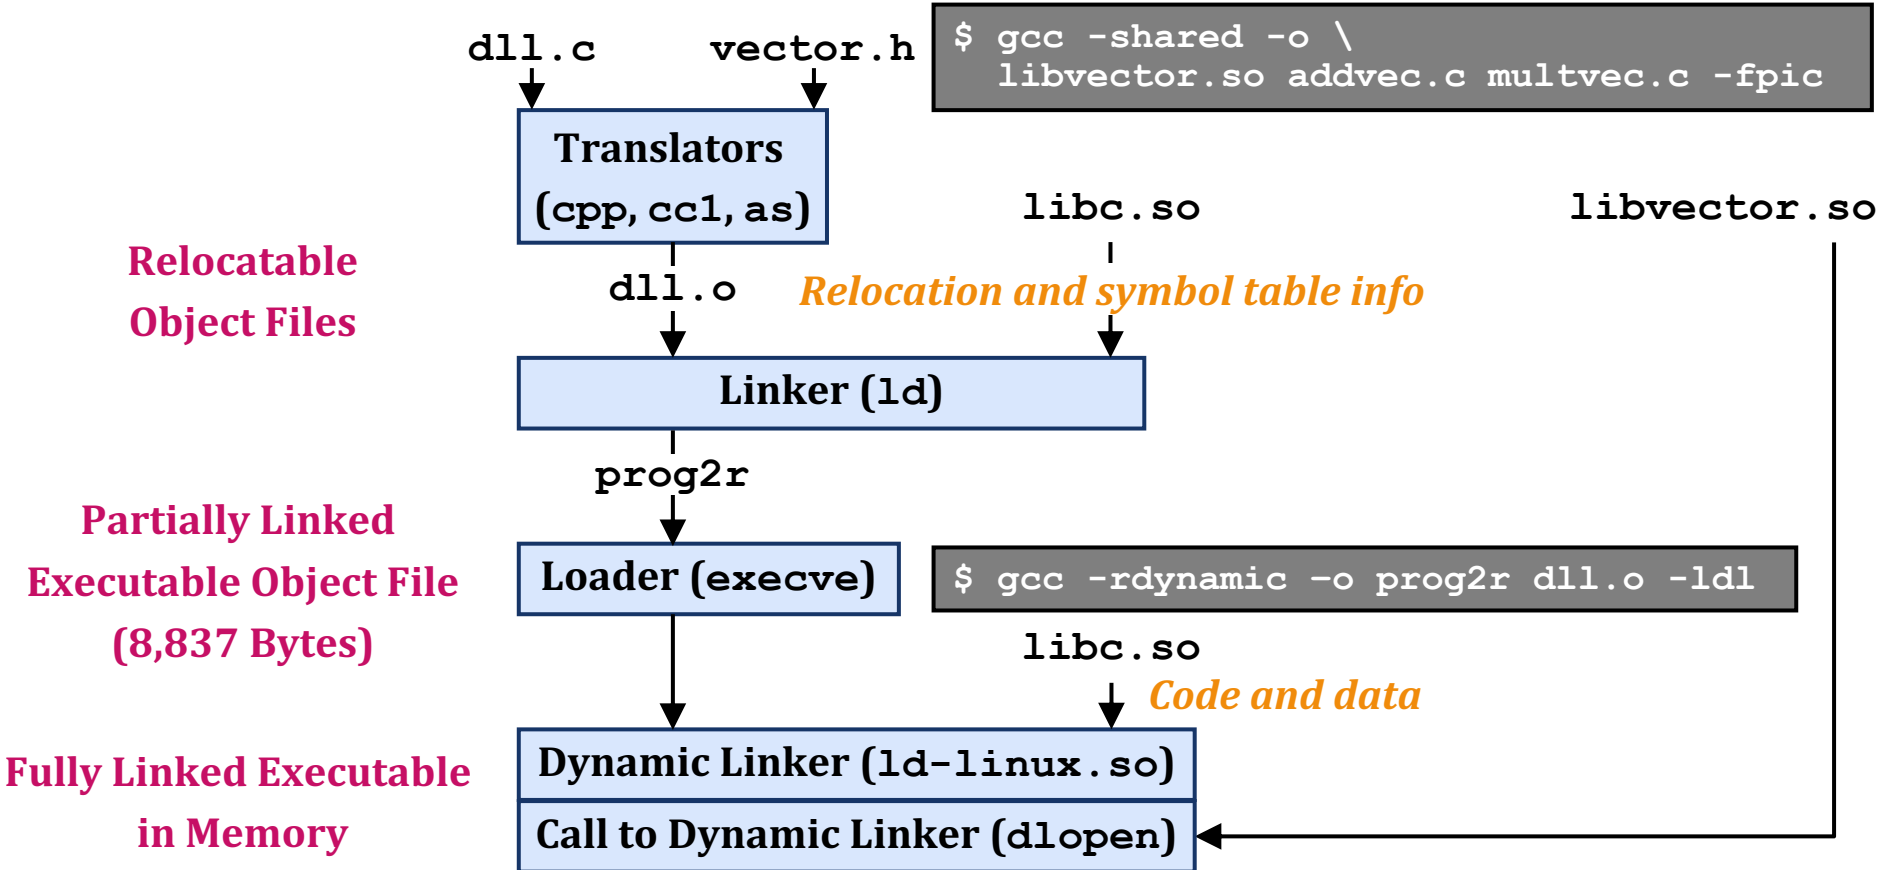 dll.c vector.h
$ gcc -shared -o \
libvector.so addvec.c multvec.c -fpic
Translators
(cpp, cc1, as)
libc.so
libvector.so
Relocatable
Object Files
dll.o
Relocation and symbol table info
Linker (ld)
prog2r
Partially Linked
Executable Object File
(8,837 Bytes)
Loader (execve)
$ gcc -rdynamic –o prog2r dll.o -ldl
libc.so
Code and data
Fully Linked Executable
in Memory
Dynamic Linker (ld-linux.so)
Call to Dynamic Linker (dlopen)